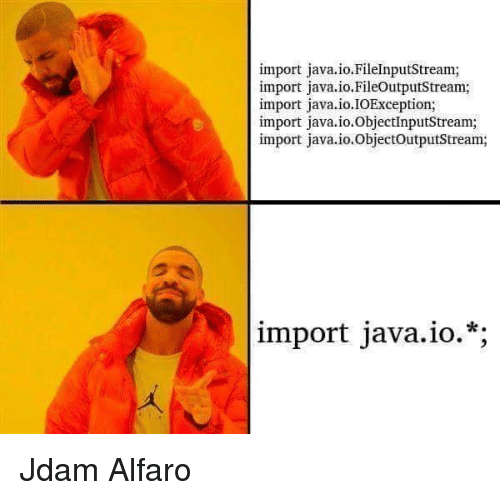 import java.io.FileInputStream;
import java.io.FileOutputStream;
import java.io.IOException;
import java.io.ObjectInputStream;
import java.io.ObjectOutputStream;
import java.io.*;
Jdam Alfaro